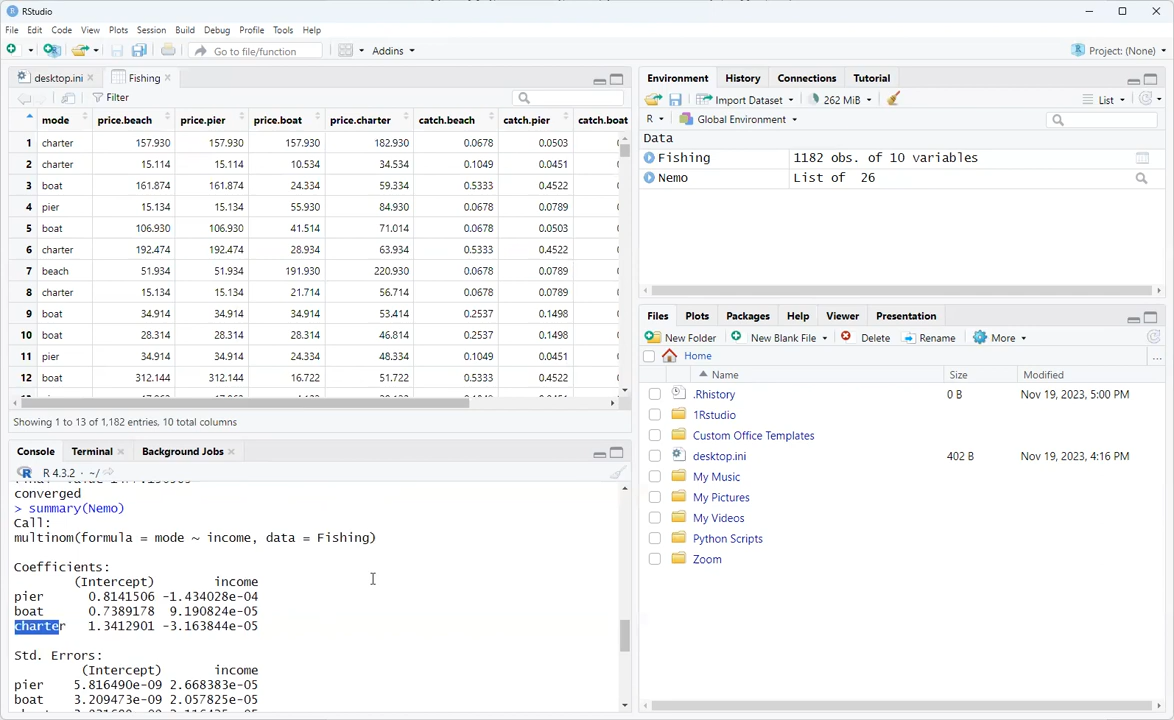 RStudio
File Edit Code View Plots Session Build Debug Profile Tools Help
Go to file/function Addins Project: (None)
desktop.ini Fishing
Filter
mode price.beach price.pier price.boat price.charter catch.beach catch.pier catch.boat
1 charter 157.930 157.930 157.930 182.930 0.0678 0.0503
2 charter 15.114 15.114 10.534 34.534 0.1049 0.0451
3 boat 161.874 161.874 24.334 59.334 0.5333 0.4522
4 pier 15.134 15.134 55.930 84.930 0.0678 0.0789
5 boat 106.930 106.930 41.514 71.014 0.0678 0.0503
6 charter 192.474 192.474 28.934 63.934 0.5333 0.4522
7 beach 51.934 51.934 191.930 220.930 0.0678 0.0789
8 charter 15.134 15.134 21.714 56.714 0.0678 0.0789
9 boat 34.914 34.914 34.914 53.414 0.2537 0.1498
10 boat 28.314 28.314 28.314 46.814 0.2537 0.1498
11 pier 34.914 34.914 24.334 48.334 0.1049 0.0451
12 boat 312.144 312.144 16.722 51.722 0.5333 0.4522
Showing 1 to 13 of 1,182 entries, 10 total columns
Console Terminal Background Jobs
R 4.3.2 · ~/
converged
> summary(Nemo)
Call:
multinom(formula = mode ~ income, data = Fishing)
Coefficients:
(Intercept) income
pier 0.8141506 -1.434028e-04
boat 0.7389178 9.190824e-05
charter 1.3412901 -3.163844e-05
Std. Errors:
(Intercept) income
pier 5.816490e-09 2.668383e-05
boat 3.209473e-09 2.057825e-05
Environment History Connections Tutorial
Import Dataset 262 MiB List
R Global Environment
Data
Fishing 1182 obs. of 10 variables
Nemo List of 26
Files Plots Packages Help Viewer Presentation
New Folder New Blank File Delete Rename More
Home ...
Name Size Modified
.Rhistory 0 B Nov 19, 2023, 5:00 PM
1Rstudio
Custom Office Templates
desktop.ini 402 B Nov 19, 2023, 4:16 PM
My Music
My Pictures
My Videos
Python Scripts
Zoom